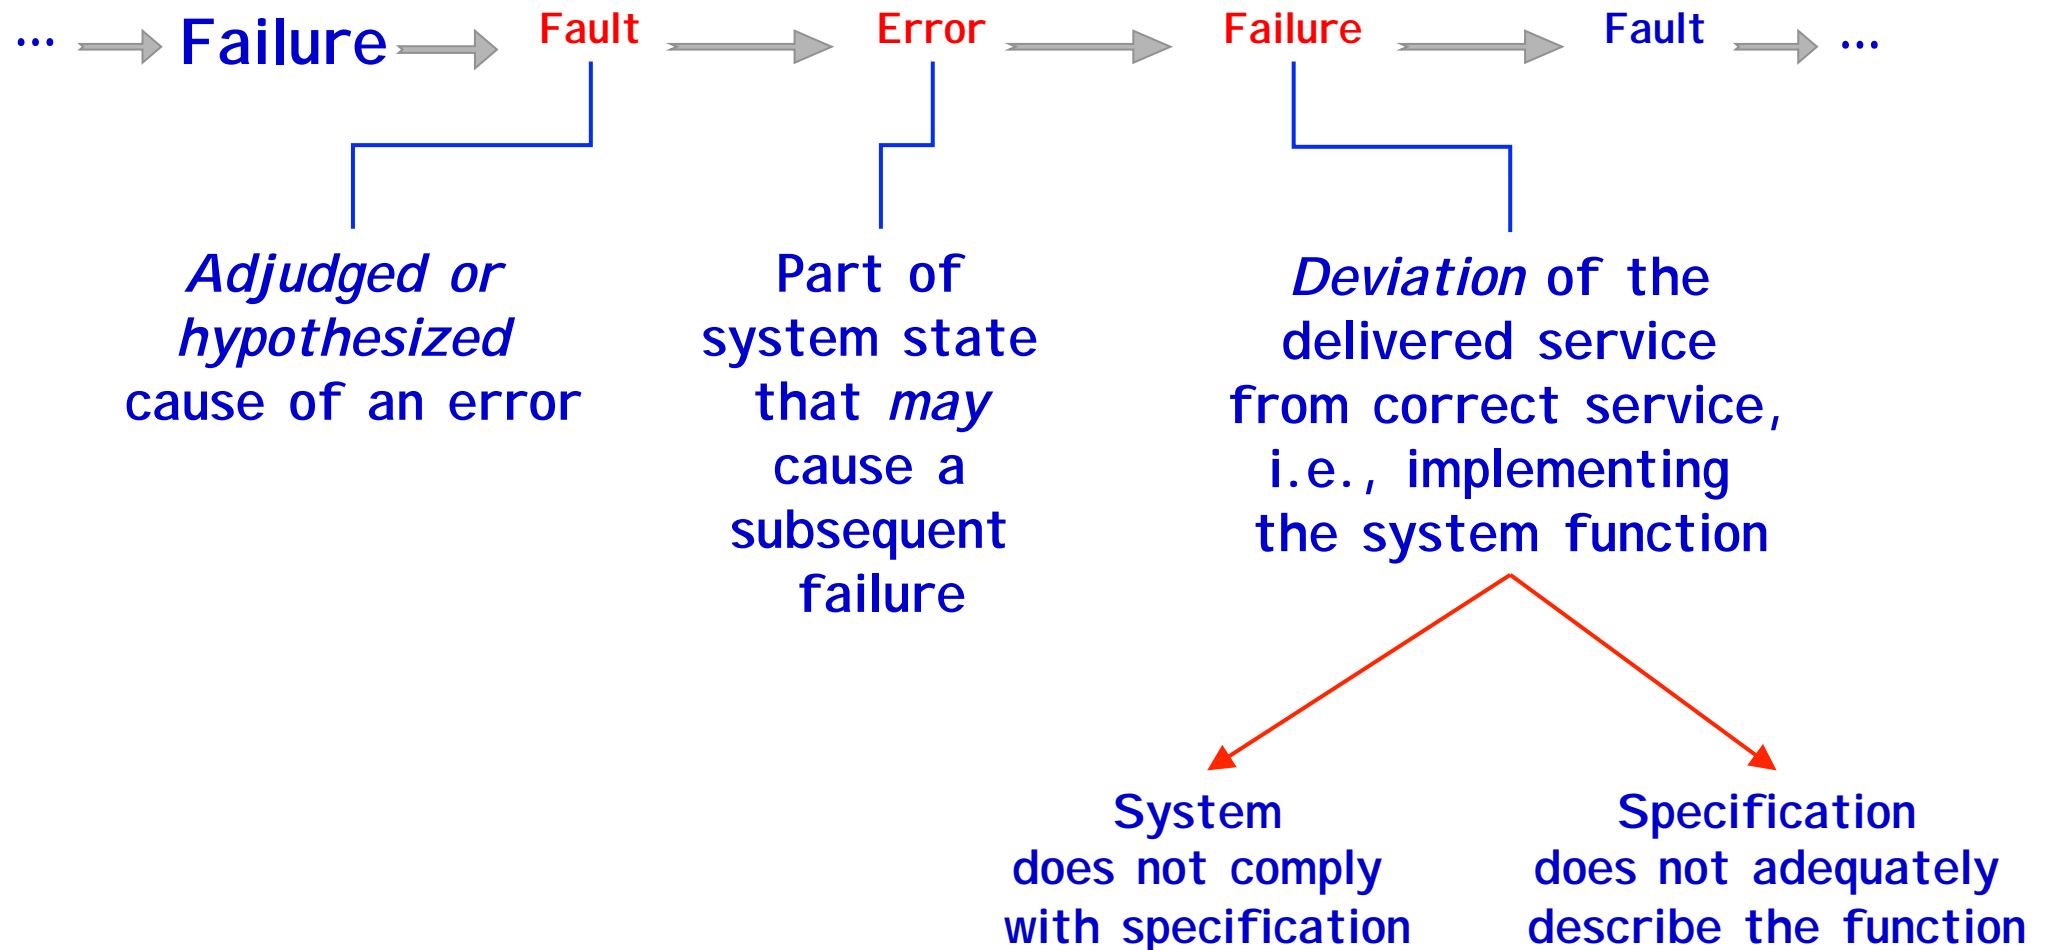 ... Failure Fault Error Failure Fault ...
Adjudged or
hypothesized
cause of an error
Part of
system state
that may
cause a
subsequent
failure
Deviation of the
delivered service
from correct service,
i.e., implementing
the system function
System
does not comply
with specification
Specification
does not adequately
describe the function